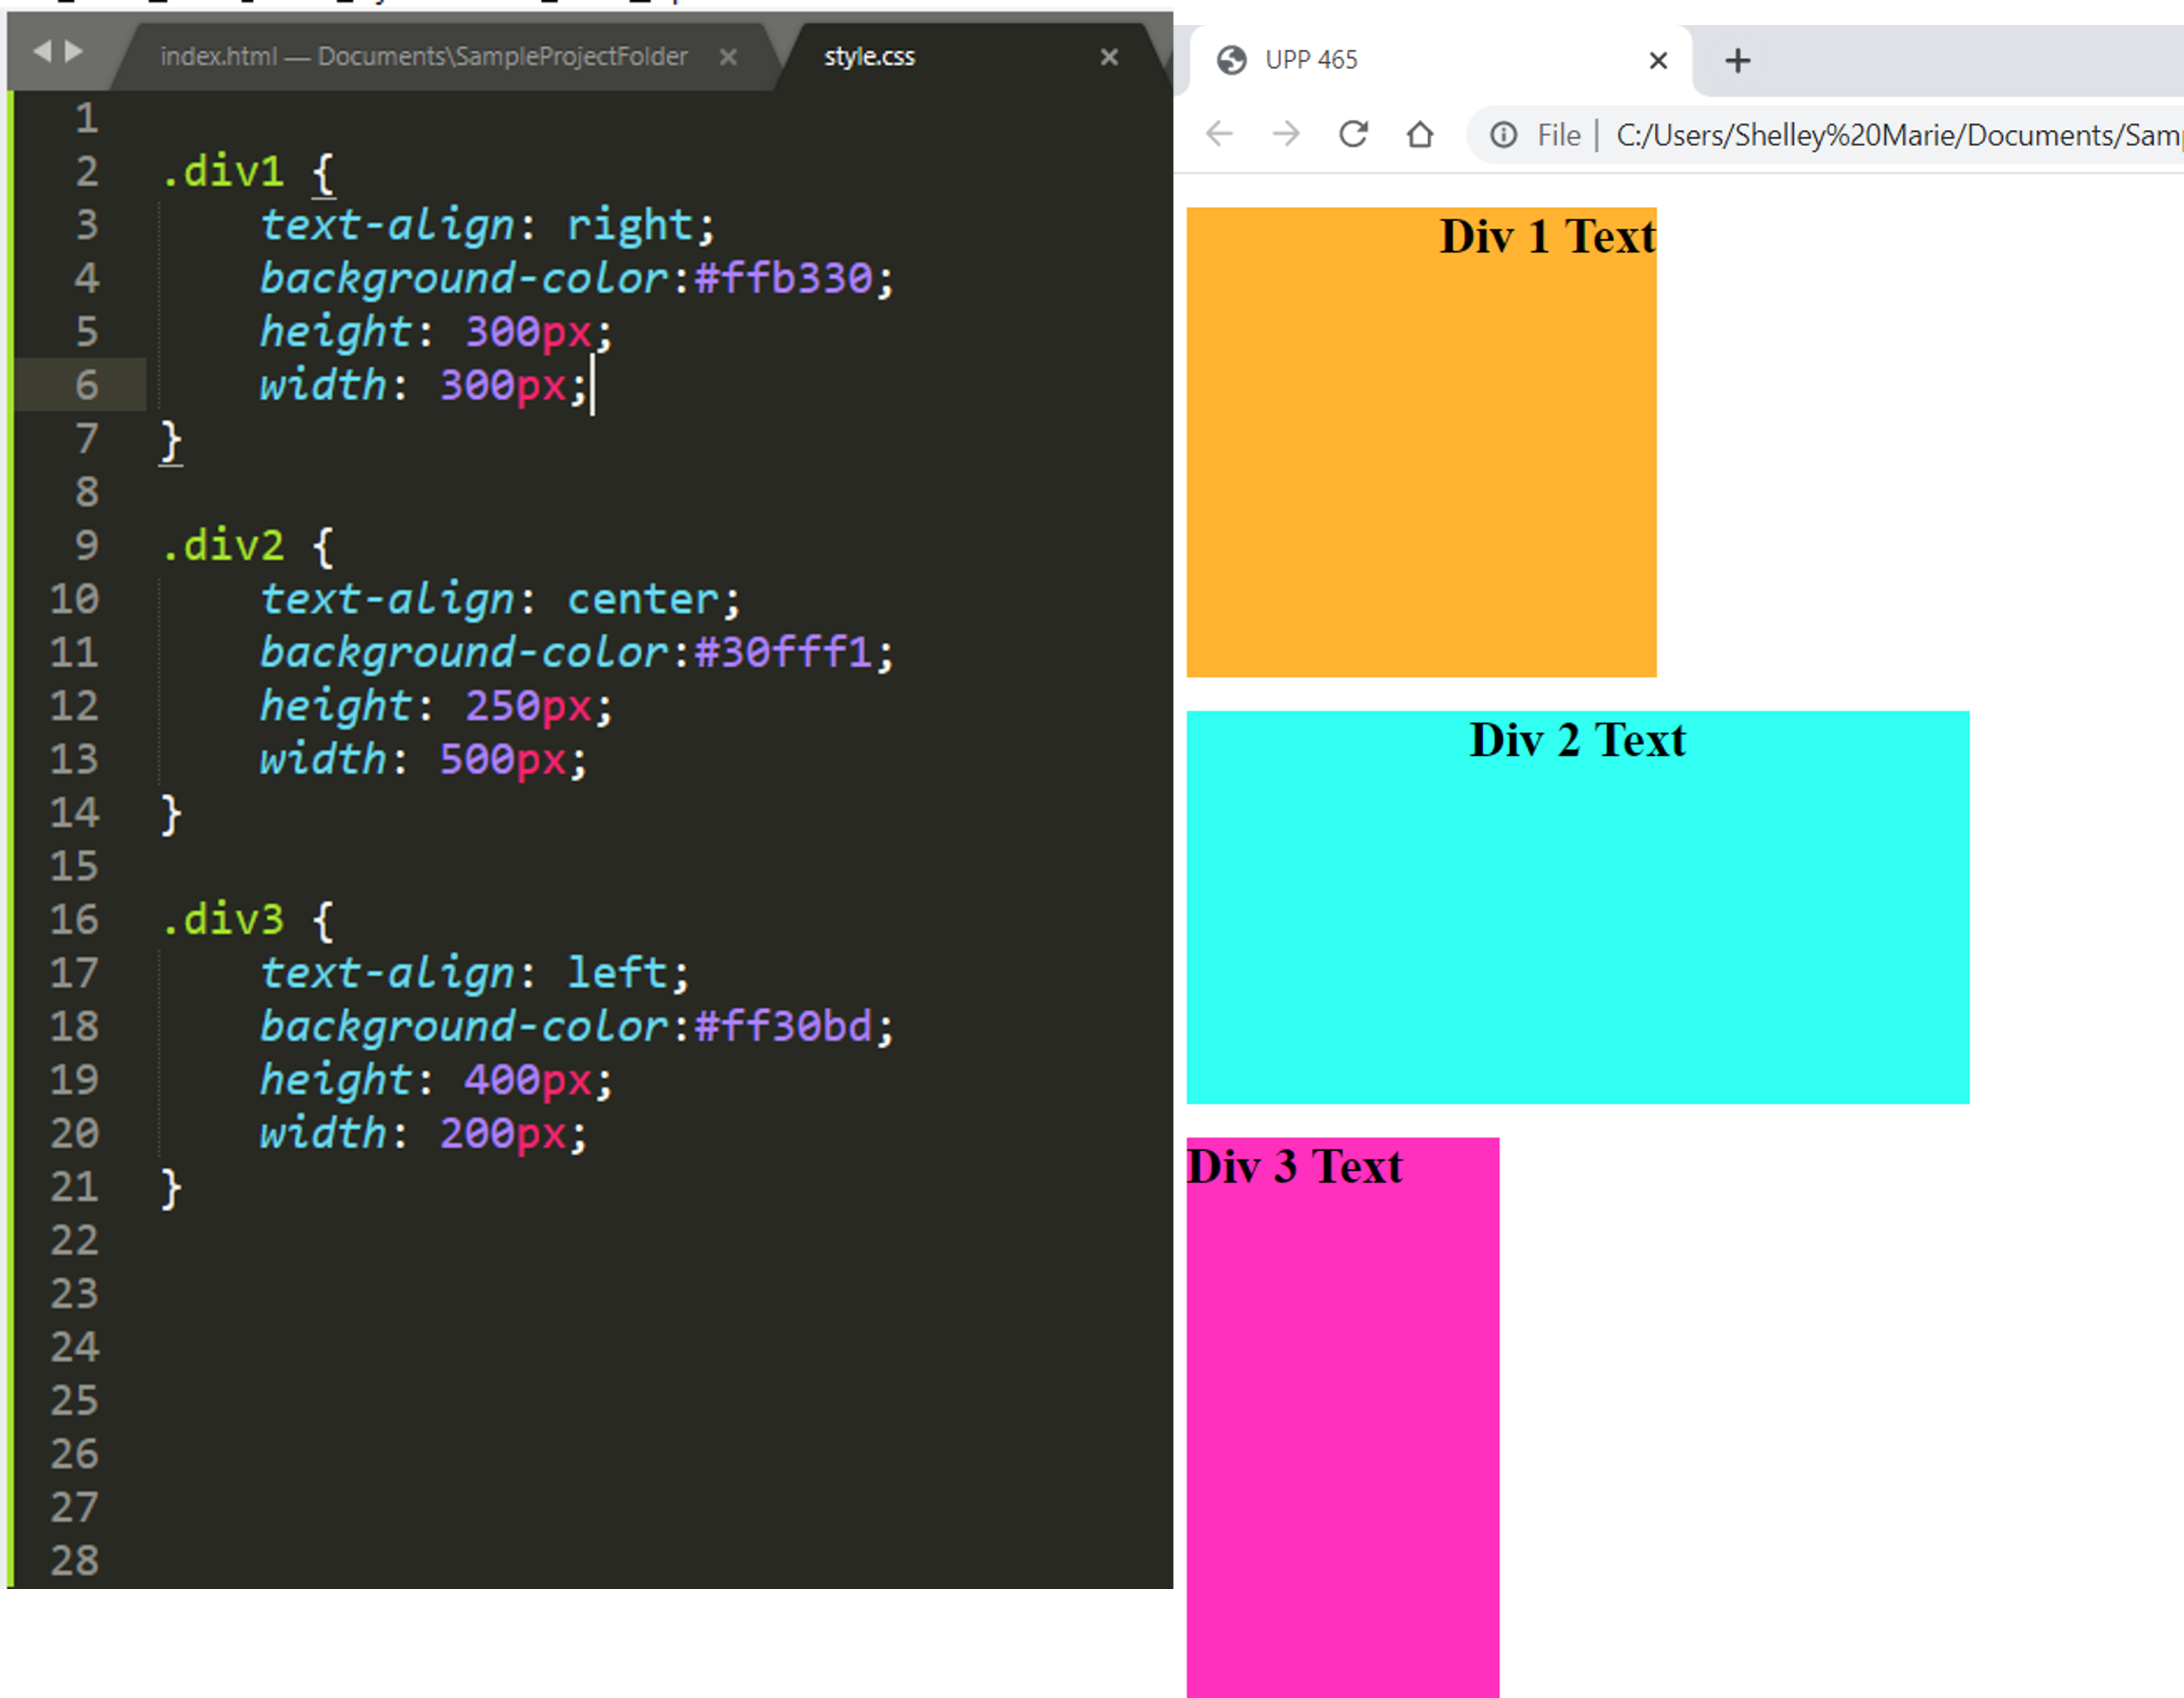 index.html — Documents\SampleProjectFolder
style.css
1
2 .div1 {
3 text-align: right;
4 background-color:#ffb330;
5 height: 300px;
6 width: 300px;
7 }
8
9 .div2 {
10 text-align: center;
11 background-color:#30fff1;
12 height: 250px;
13 width: 500px;
14 }
15
16 .div3 {
17 text-align: left;
18 background-color:#ff30bd;
19 height: 400px;
20 width: 200px;
21 }
22
23
24
25
26
27
28
UPP 465
File | C:/Users/Shelley%20Marie/Documents/Sam
Div 1 Text
Div 2 Text
Div 3 Text